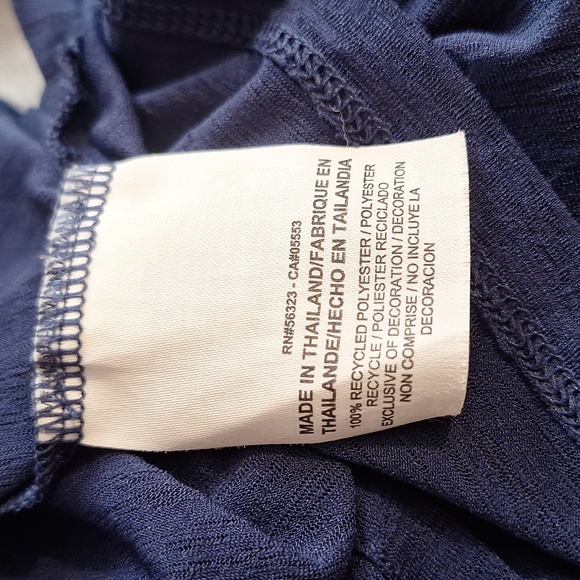 RN#56323 - CA#05553
MADE IN THAILAND/FABRIQUE EN
THAILANDE/HECHO EN TAILANDIA
100% RECYCLED POLYESTER / POLYESTER
RECYCLE / POLIESTER RECICLADO
EXCLUSIVE OF DECORATION / DECORATION
NON COMPRISE / NO INCLUYE LA
DECORACION